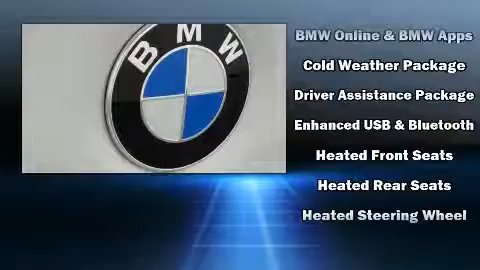 BMW
BMW Online & BMW Apps
Cold Weather Package
Driver Assistance Package
Enhanced USB & Bluetooth
Heated Front Seats
Heated Rear Seats
Heated Steering Wheel